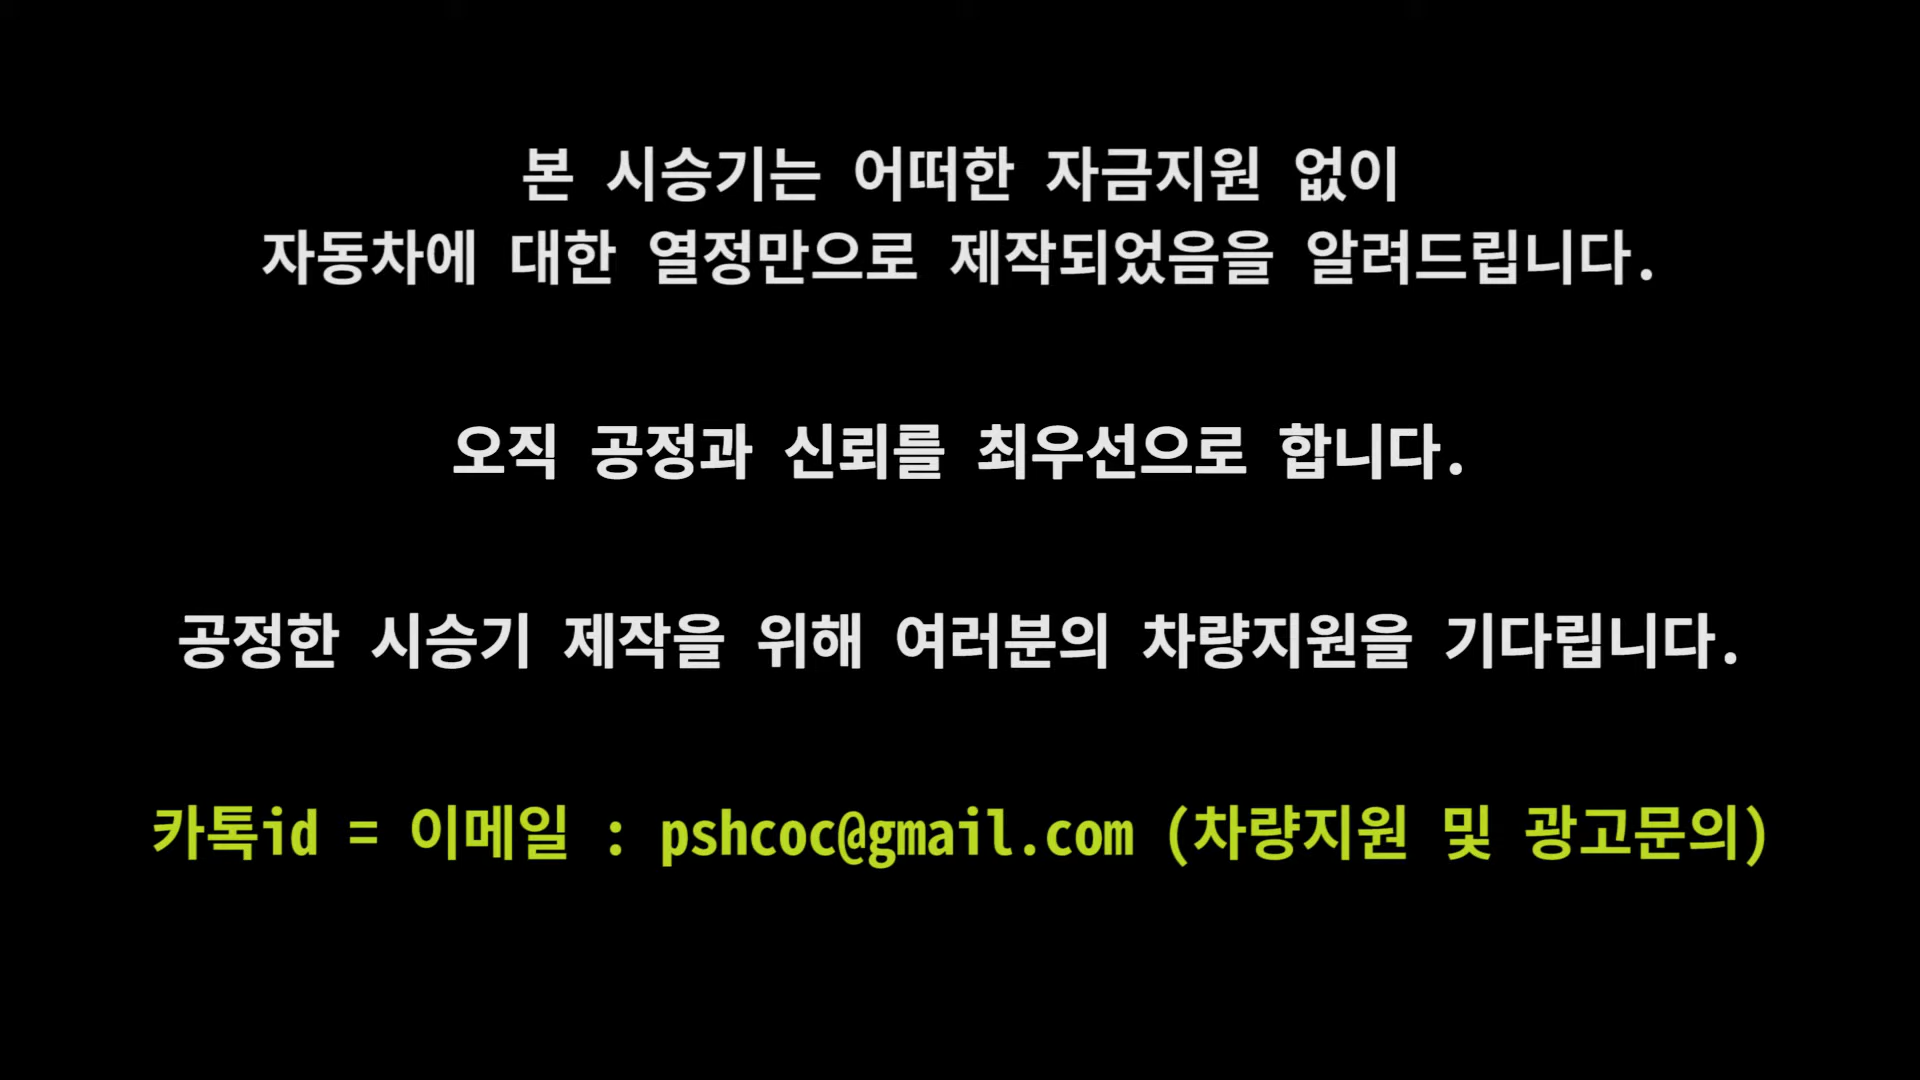 본 시승기는 어떠한 자금지원 없이
자동차에 대한 열정만으로 제작되었음을 알려드립니다.
오직 공정과 신뢰를 최우선으로 합니다.
공정한 시승기 제작을 위해 여러분의 차량지원을 기다립니다.
카톡id = 이메일 : pshcoc@gmail.com (차량지원 및 광고문의)